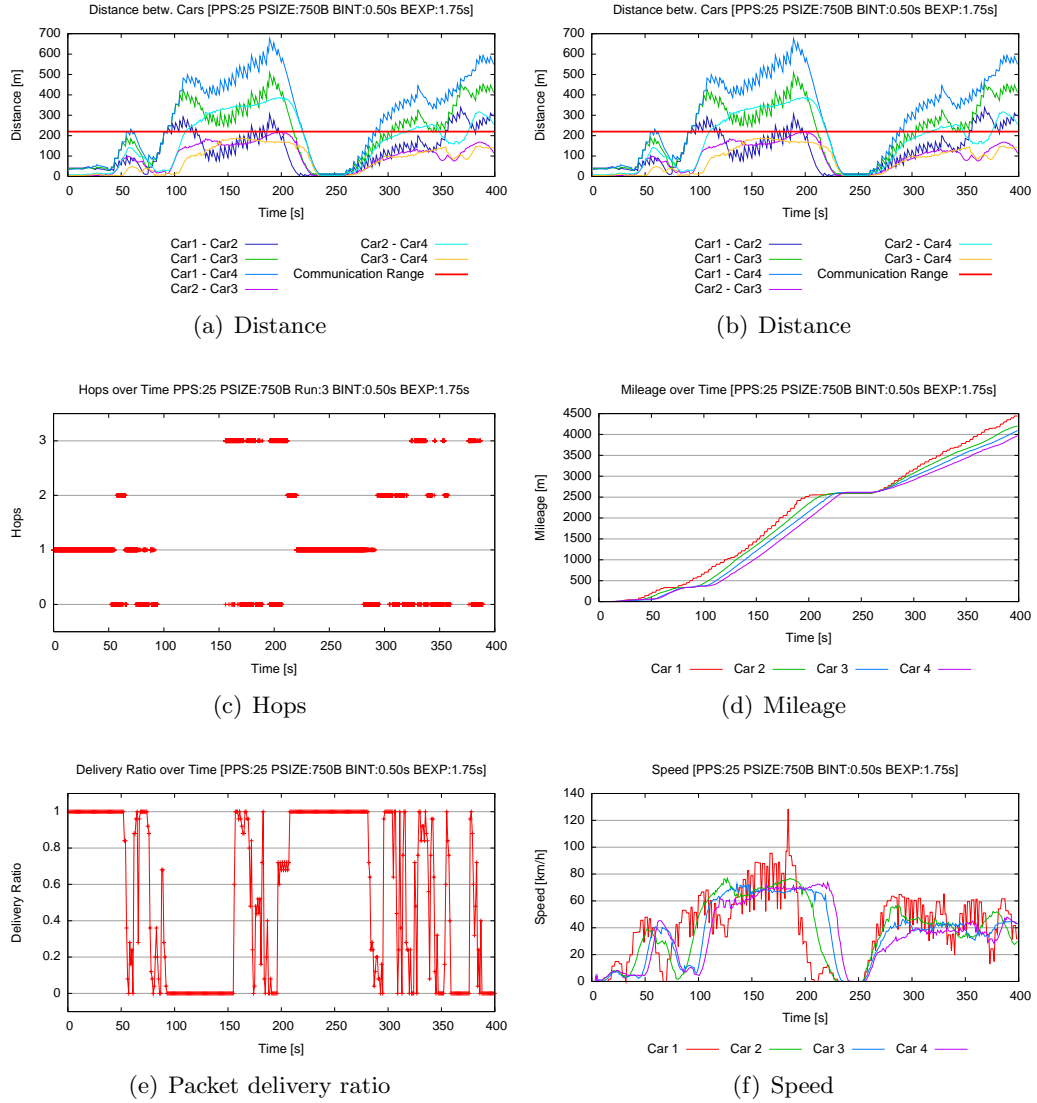 Distance betw. Cars [PPS:25 PSIZE:750B BINT:0.50s BEXP:1.75s]
700
600
500
400
300
200
100
0
Distance [m]
0 50 100 150 200 250 300 350 400
Time [s]
Car1 - Car2
Car1 - Car3
Car1 - Car4
Car2 - Car3
Car2 - Car4
Car3 - Car4
Communication Range
(a) Distance
Distance betw. Cars [PPS:25 PSIZE:750B BINT:0.50s BEXP:1.75s]
700
600
500
400
300
200
100
0
Distance [m]
0 50 100 150 200 250 300 350 400
Time [s]
Car1 - Car2
Car1 - Car3
Car1 - Car4
Car2 - Car3
Car2 - Car4
Car3 - Car4
Communication Range
(b) Distance
Hops over Time PPS:25 PSIZE:750B Run:3 BINT:0.50s BEXP:1.75s
3
2
1
0
Hops
0 50 100 150 200 250 300 350 400
Time [s]
(c) Hops
Mileage over Time [PPS:25 PSIZE:750B BINT:0.50s BEXP:1.75s]
4500
4000
3500
3000
2500
2000
1500
1000
500
0
Mileage [m]
0 50 100 150 200 250 300 350 400
Time [s]
Car 1 Car 2 Car 3 Car 4
(d) Mileage
Delivery Ratio over Time [PPS:25 PSIZE:750B BINT:0.50s BEXP:1.75s]
1
0.8
0.6
0.4
0.2
0
Delivery Ratio
0 50 100 150 200 250 300 350 400
Time [s]
(e) Packet delivery ratio
Speed [PPS:25 PSIZE:750B BINT:0.50s BEXP:1.75s]
140
120
100
80
60
40
20
0
Speed [km/h]
0 50 100 150 200 250 300 350 400
Time [s]
Car 1 Car 2 Car 3 Car 4
(f) Speed